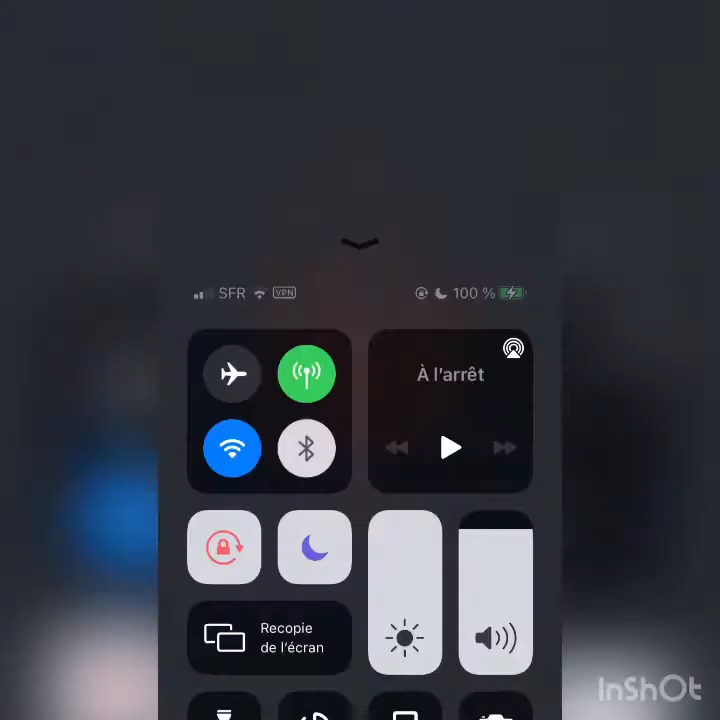 SFR VPN 100 %
À l'arrêt
Recopie
de l'écran
InShOt